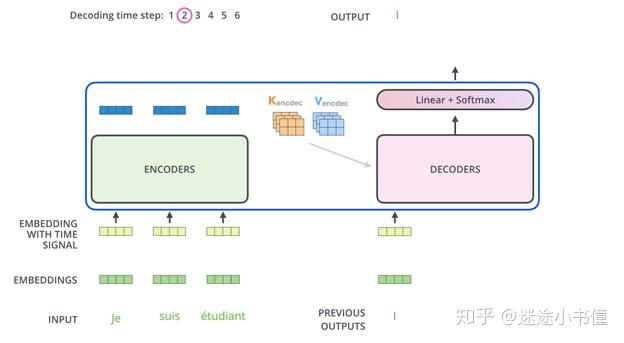 Decoding time step: 1 2 3 4 5 6
OUTPUT I
Kencdec Vencdec
Linear + Softmax
ENCODERS
DECODERS
EMBEDDING
WITH TIME
SIGNAL
EMBEDDINGS
INPUT Je suis étudiant
PREVIOUS
OUTPUTS I
知乎 @迷途小书僮